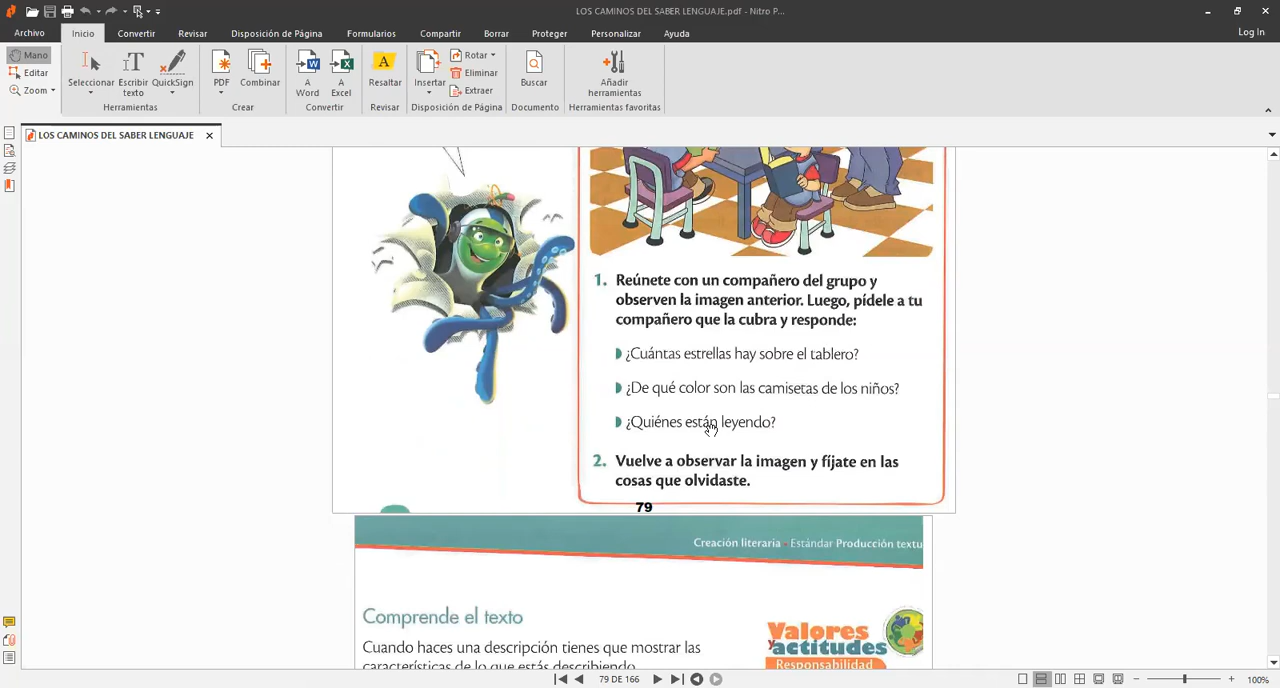 LOS CAMINOS DEL SABER LENGUAJE.pdf - Nitro P...
Archivo Inicio Convertir Revisar Disposición de Página Formularios Compartir Borrar Proteger Personalizar Ayuda Log In
Mano
Editar
Zoom
Seleccionar
Escribir texto
QuickSign
Herramientas
PDF
Combinar
Crear
A Word
A Excel
Convertir
Resaltar
Revisar
Insertar
Rotar
Eliminar
Extraer
Disposición de Página
Buscar
Documento
Añadir herramientas
Herramientas favoritas
LOS CAMINOS DEL SABER LENGUAJE
1. Reúnete con un compañero del grupo y
observen la imagen anterior. Luego, pídele a tu
compañero que la cubra y responde:
¿Cuántas estrellas hay sobre el tablero?
¿De qué color son las camisetas de los niños?
¿Quiénes están leyendo?
2. Vuelve a observar la imagen y fíjate en las
cosas que olvidaste.
79
Creación literaria - Estándar Producción textu
Comprende el texto
Cuando haces una descripción tienes que mostrar las
características de lo que estás describiendo.
Valores
y actitudes
Responsabilidad
79 DE 166
100%